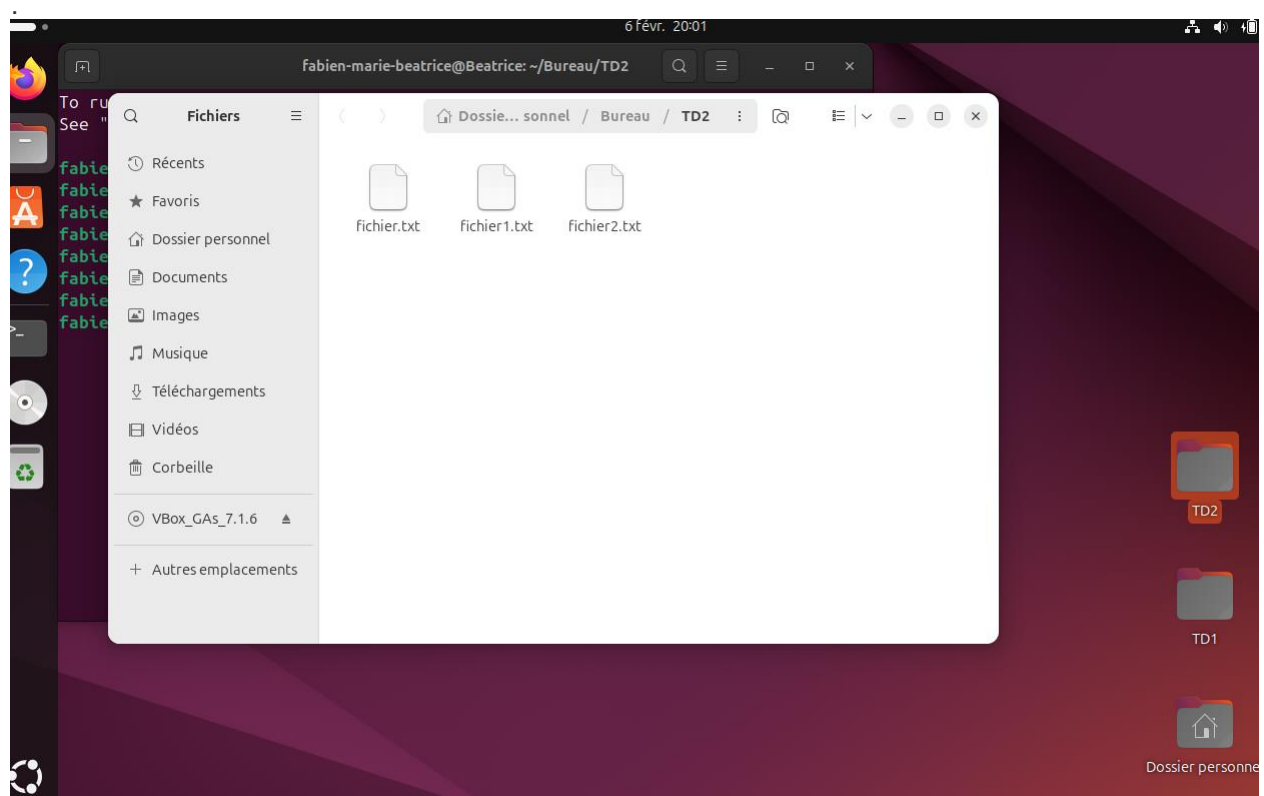 .
6 févr. 20:01
fabien-marie-beatrice@Beatrice: ~/Bureau/TD2
To ru
See "
fabie
fabie
fabie
fabie
fabie
fabie
fabie
fabie
Fichiers
Dossie... sonnel / Bureau / TD2
Récents
Favoris
Dossier personnel
Documents
Images
Musique
Téléchargements
Vidéos
Corbeille
VBox_GAs_7.1.6
+ Autres emplacements
fichier.txt fichier1.txt fichier2.txt
TD2
TD1
Dossier personne